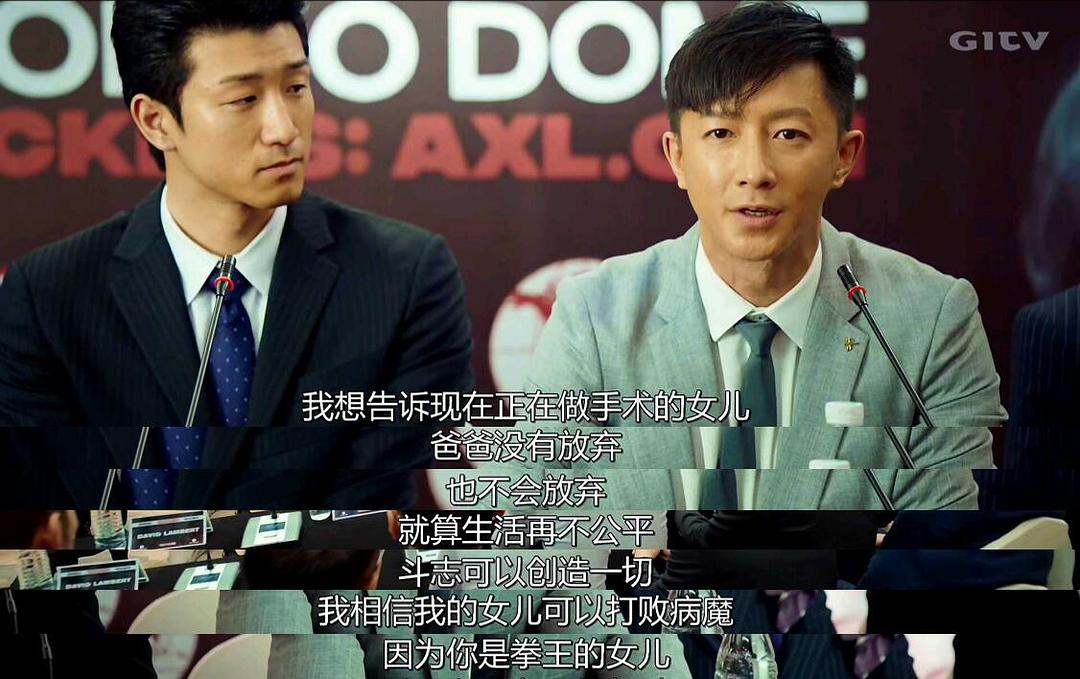 GITV
DOME
AXL.
我想告诉现在正在做手术的女儿
爸爸没有放弃
也不会放弃
就算生活再不公平
DAVID LAMBERT
斗志可以创造一切
DAVID LAMBERT
我相信我的女儿可以打败病魔
因为你是拳王的女儿